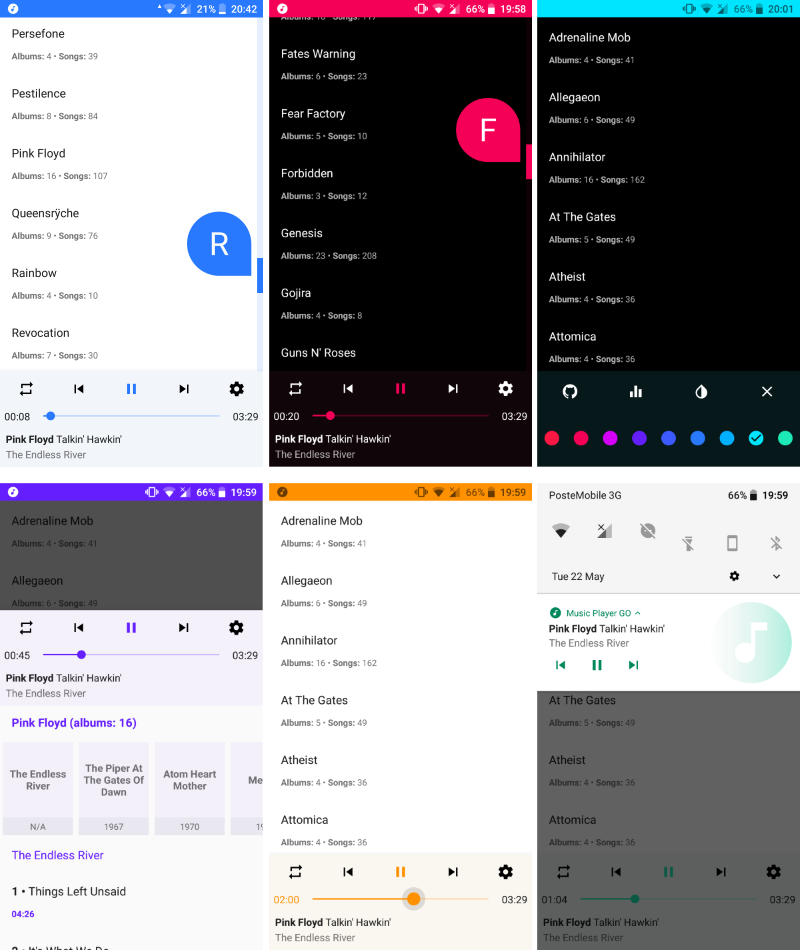 21% 20:42
Persefone
Albums: 4 • Songs: 39
Pestilence
Albums: 8 • Songs: 84
Pink Floyd
Albums: 16 • Songs: 107
Queensrÿche
Albums: 9 • Songs: 76
R
Rainbow
Albums: 4 • Songs: 10
Revocation
Albums: 7 • Songs: 30
00:08
03:29
Pink Floyd Talkin' Hawkin'
The Endless River
66% 19:58
Fates Warning
Albums: 6 • Songs: 23
Fear Factory
Albums: 5 • Songs: 10
F
Forbidden
Albums: 3 • Songs: 12
Genesis
Albums: 23 • Songs: 208
Gojira
Albums: 4 • Songs: 8
Guns N' Roses
00:20
03:29
Pink Floyd Talkin' Hawkin'
The Endless River
66% 20:01
Adrenaline Mob
Albums: 4 • Songs: 41
Allegaeon
Albums: 6 • Songs: 49
Annihilator
Albums: 16 • Songs: 162
At The Gates
Albums: 5 • Songs: 49
Atheist
Albums: 4 • Songs: 36
Attomica
Albums: 4 • Songs: 36
66% 19:59
Adrenaline Mob
Albums: 4 • Songs: 41
Allegaeon
Albums: 6 • Songs: 49
00:45
03:29
Pink Floyd Talkin' Hawkin'
The Endless River
Pink Floyd (albums: 16)
The Endless
River
N/A
The Piper At
The Gates Of
Dawn
1967
Atom Heart
Mother
1970
Me
The Endless River
1 • Things Left Unsaid
04:26
2 • It's What We Do
66% 19:59
Adrenaline Mob
Albums: 4 • Songs: 41
Allegaeon
Albums: 6 • Songs: 49
Annihilator
Albums: 16 • Songs: 162
At The Gates
Albums: 5 • Songs: 49
Atheist
Albums: 4 • Songs: 36
Attomica
Albums: 4 • Songs: 36
02:00
03:29
Pink Floyd Talkin' Hawkin'
The Endless River
PosteMobile 3G
66% 19:59
Tue 22 May
Music Player GO
Pink Floyd Talkin' Hawkin'
The Endless River
At The Gates
Albums: 5 • Songs: 49
Atheist
Albums: 4 • Songs: 36
Attomica
Albums: 4 • Songs: 36
01:04
03:29
Pink Floyd Talkin' Hawkin'
The Endless River